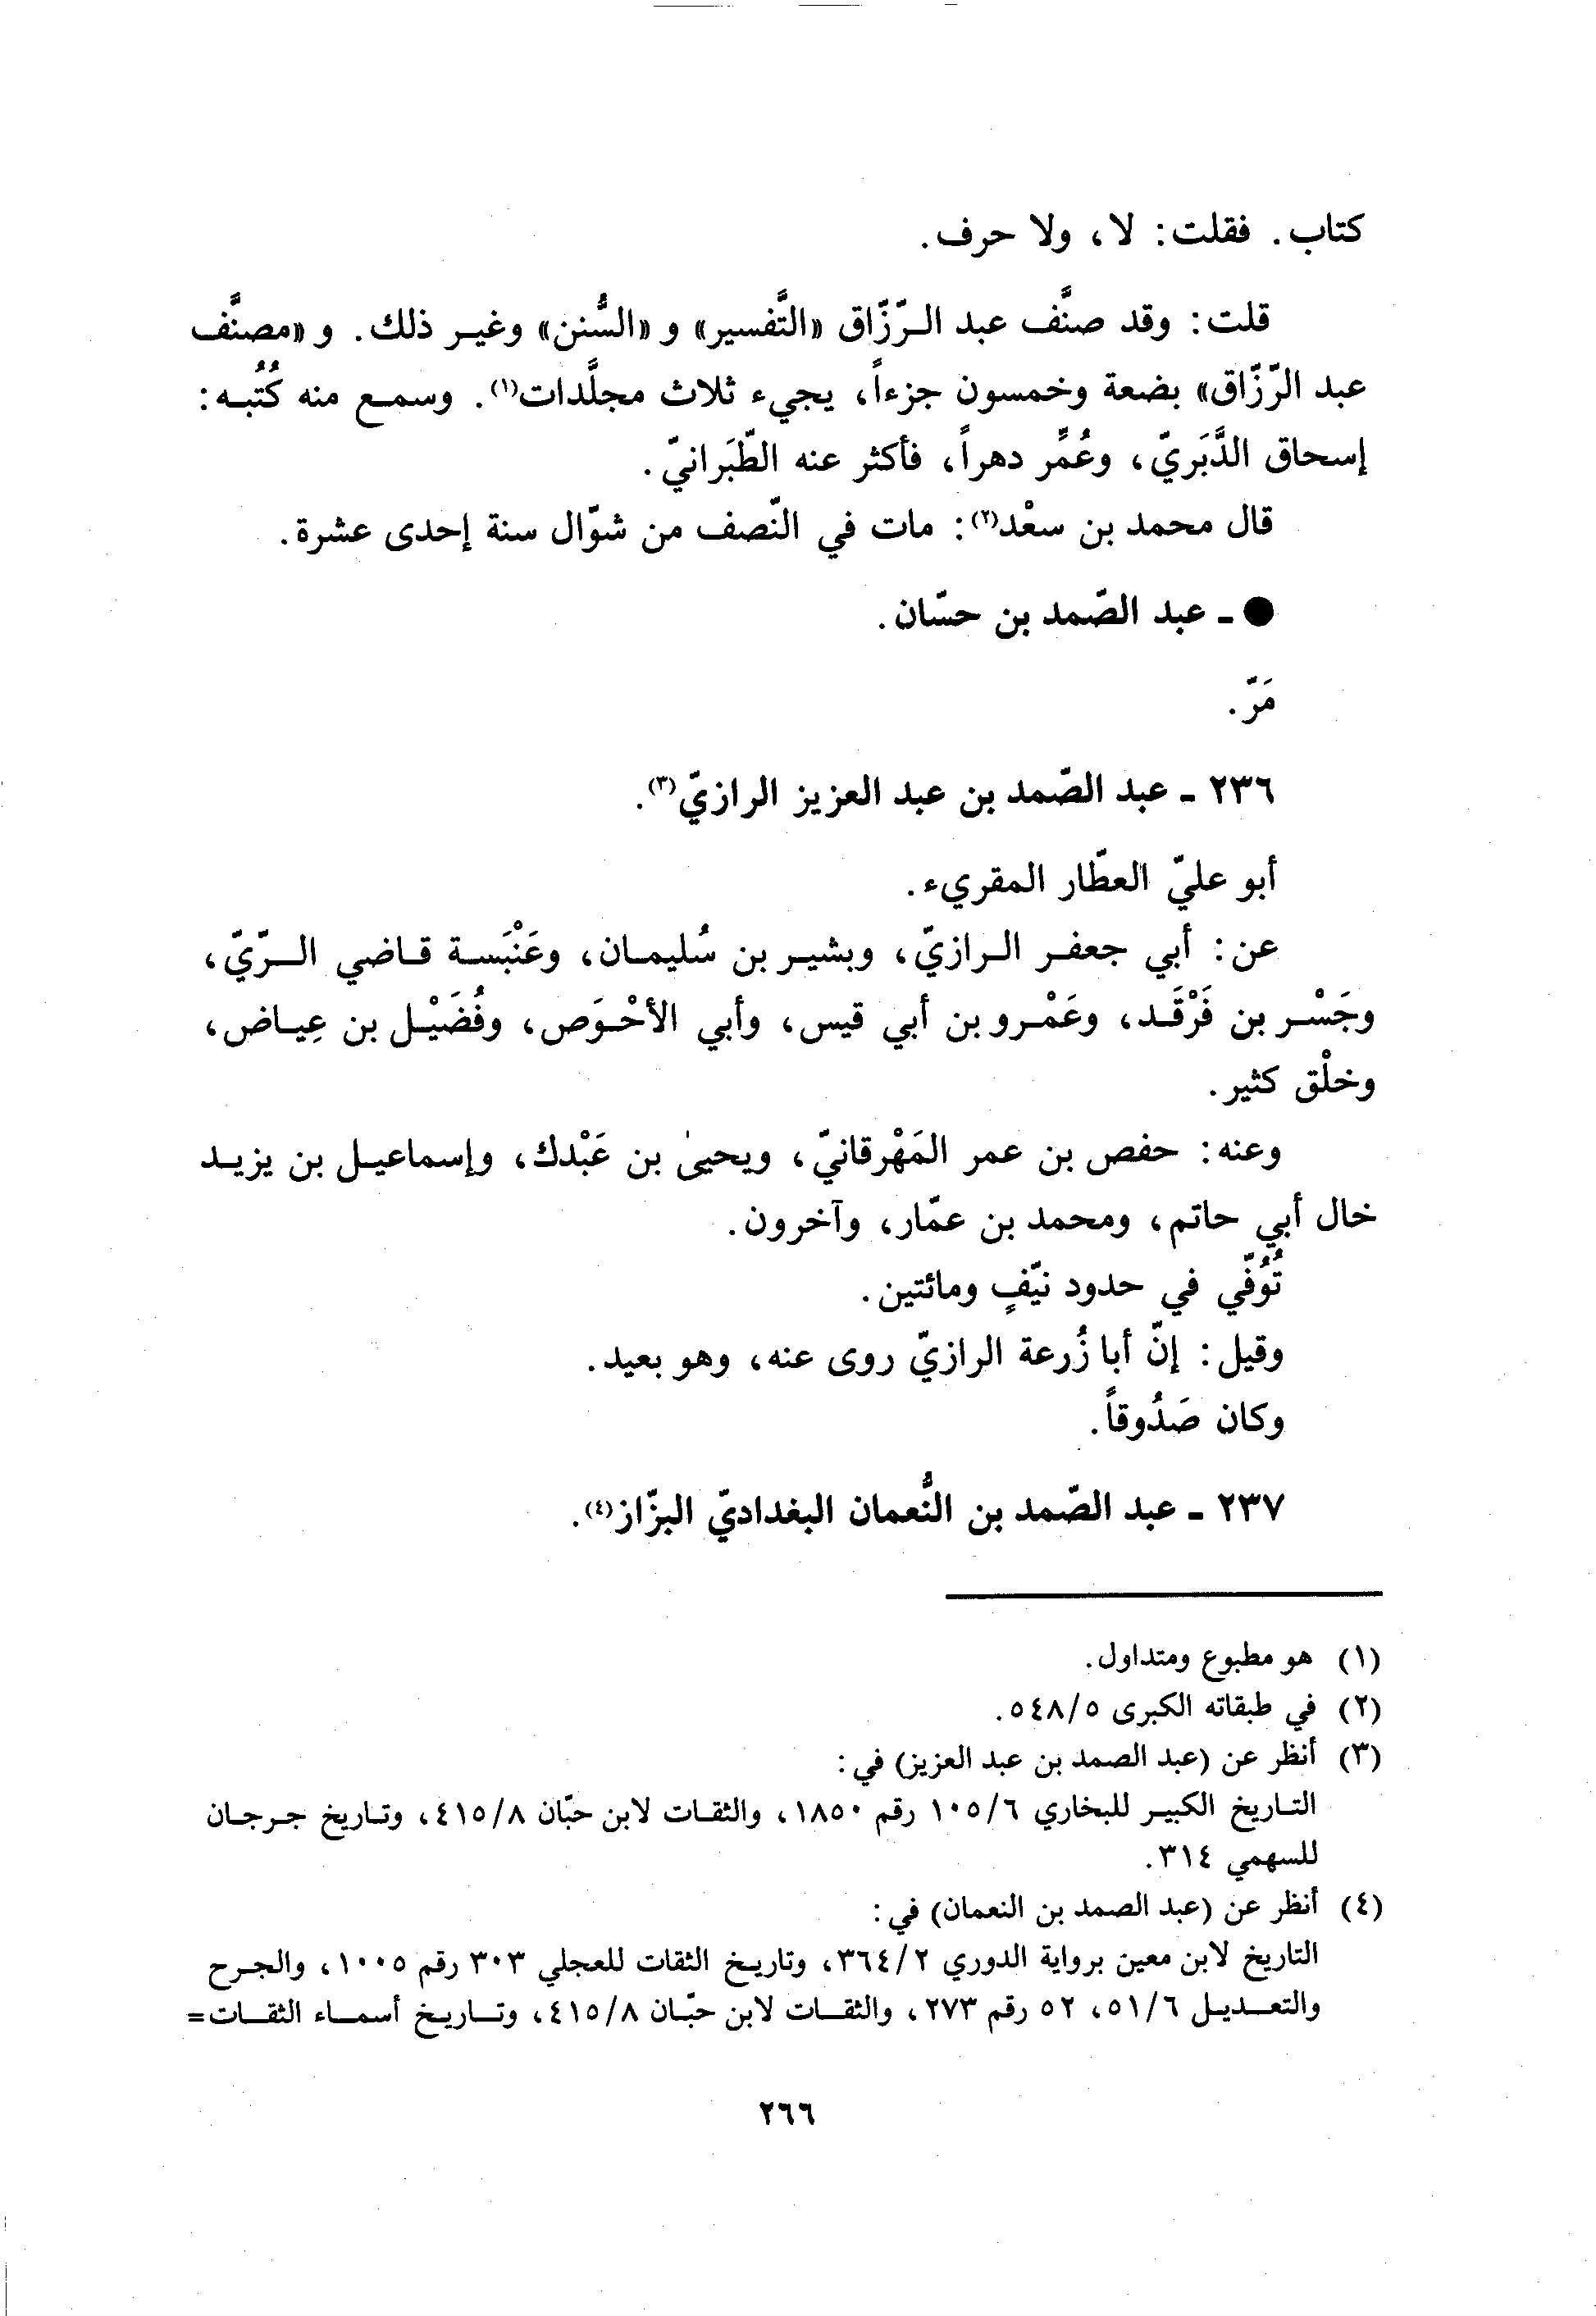 كتاب. فقلت: لا، ولا حرف.
قلت: وقد صنَّف عبد الرّزّاق «التَّفسير» و «السُّنن» وغير ذلك. و «مصنَّف
عبد الرّزّاق» بضعة وخمسون جزءاً، يجيء ثلاث مجلَّدات(١). وسمع منه كُتُبه:
إسحاق الدَّبَريّ، وعُمِّر دهراً، فأكثر عنه الطَّبَرانيّ.
قال محمد بن سعْد(٢): مات في النّصف من شوّال سنة إحدى عشرة.
● ـ عبد الصّمد بن حسّان.
مَرّ.
٢٣٦ ـ عبد الصّمد بن عبد العزيز الرازيّ(٣).
أبو عليّ العطّار المقريء.
عن: أبي جعفر الرازيّ، وبشير بن سُليمان، وعَنْبَسة قاضي الرّيّ،
وجَسْر بن فَرْقَد، وعَمْرو بن أبي قيس، وأبي الأحْوَص، وفُضَيْل بن عِياض،
وخلْق كثير.
وعنه: حفص بن عمر المَهْرقانيّ، ويحيىٰ بن عَبْدك، وإسماعيل بن يزيد
خال أبي حاتم، ومحمد بن عمّار، وآخرون.
تُوُفّي في حدود نيّفٍ ومائتين.
وقيل: إنّ أبا زُرعة الرازيّ روى عنه، وهو بعيد.
وكان صَدُوقاً.
٢٣٧ ـ عبد الصّمد بن النُّعمان البغداديّ البزّاز(٤).
(١) هو مطبوع ومتداول.
(٢) في طبقاته الكبرى ٥/٥٤٨.
(٣) أنظر عن (عبد الصمد بن عبد العزيز) في:
التاريخ الكبير للبخاري ٦/١٠٥ رقم ١٨٥٠، والثقات لابن حبّان ٨/٤١٥، وتاريخ جرجان
للسهمي ٣١٤.
(٤) أنظر عن (عبد الصمد بن النعمان) في:
التاريخ لابن معين برواية الدوري ٢/٣٦٤، وتاريخ الثقات للعجلي ٣٠٣ رقم ١٠٠٥، والجرح
والتعديل ٦/٥١، ٥٢ رقم ٢٧٣، والثقات لابن حبّان ٨/٤١٥، وتاريخ أسماء الثقات=
٢٦٦